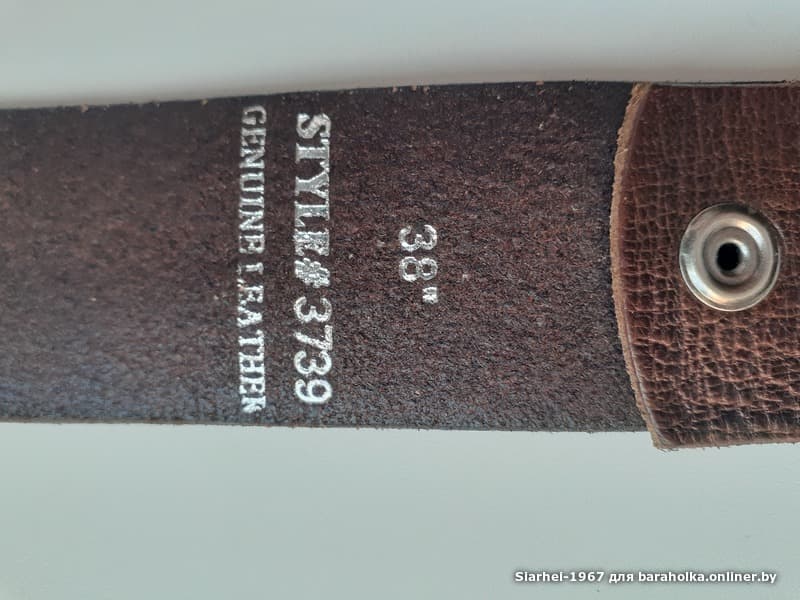 38"
STYLE# 3739
GENUINE LEATHER
Siarhei-1967 для baraholka.onliner.by